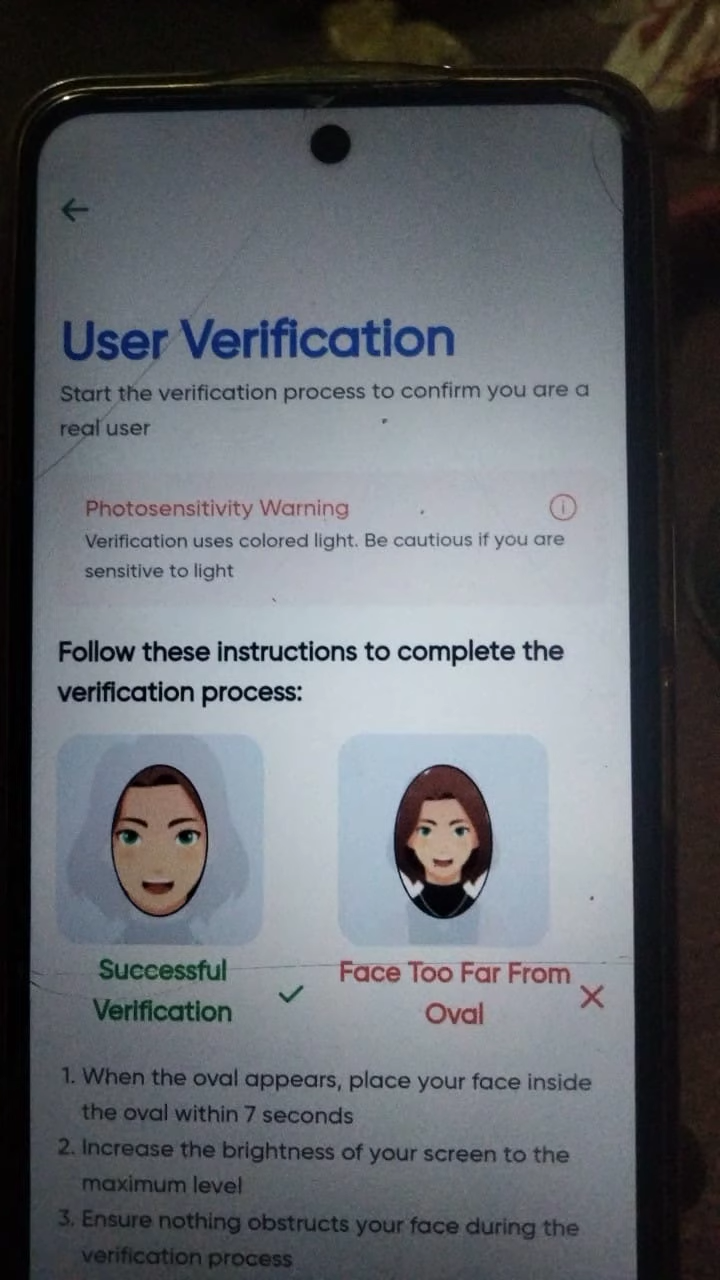 User Verification
Start the verification process to confirm you are a
real user
Photosensitivity Warning
Verification uses colored light. Be cautious if you are
sensitive to light
Follow these instructions to complete the
verification process:
Successful
Verification
Face Too Far From
Oval
1. When the oval appears, place your face inside
the oval within 7 seconds
2. Increase the brightness of your screen to the
maximum level
3. Ensure nothing obstructs your face during the
verification process